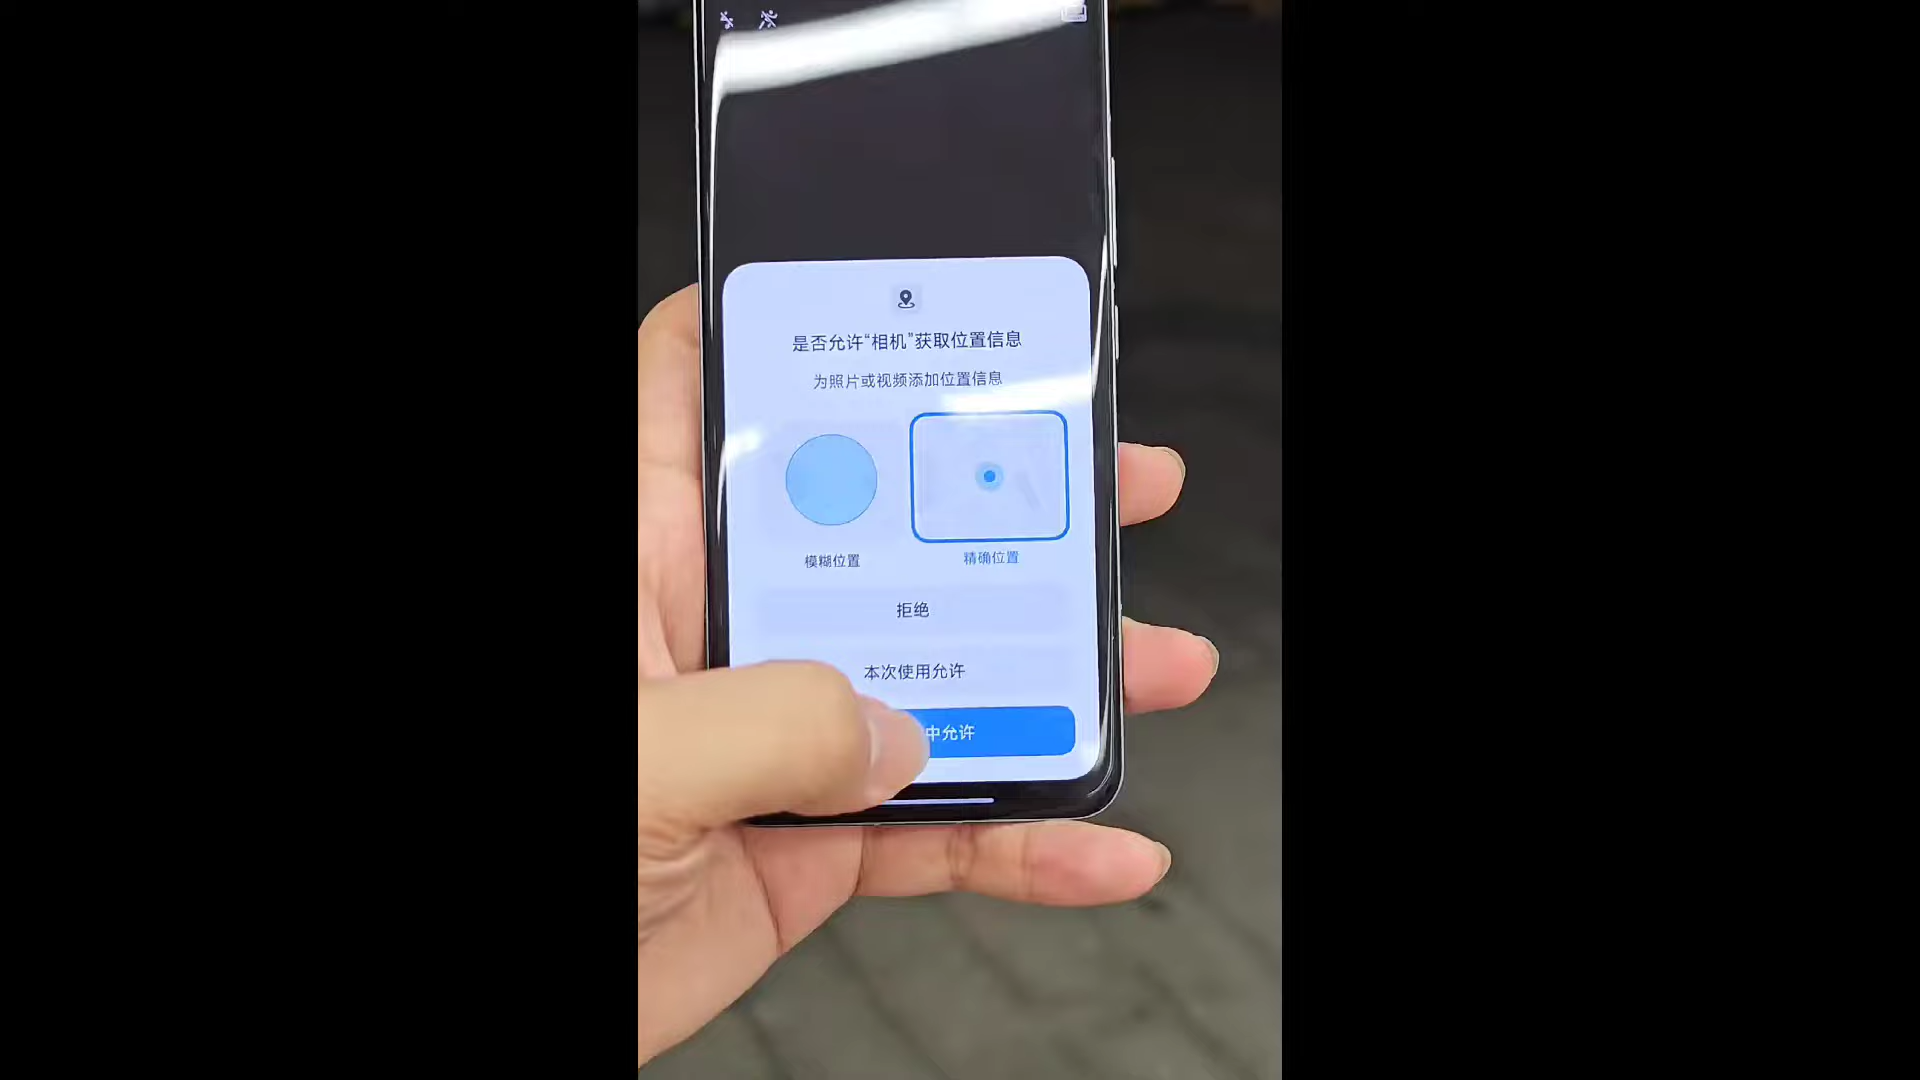 是否允许“相机”获取位置信息
为照片或视频添加位置信息
模糊位置
精确位置
拒绝
本次使用允许
中允许